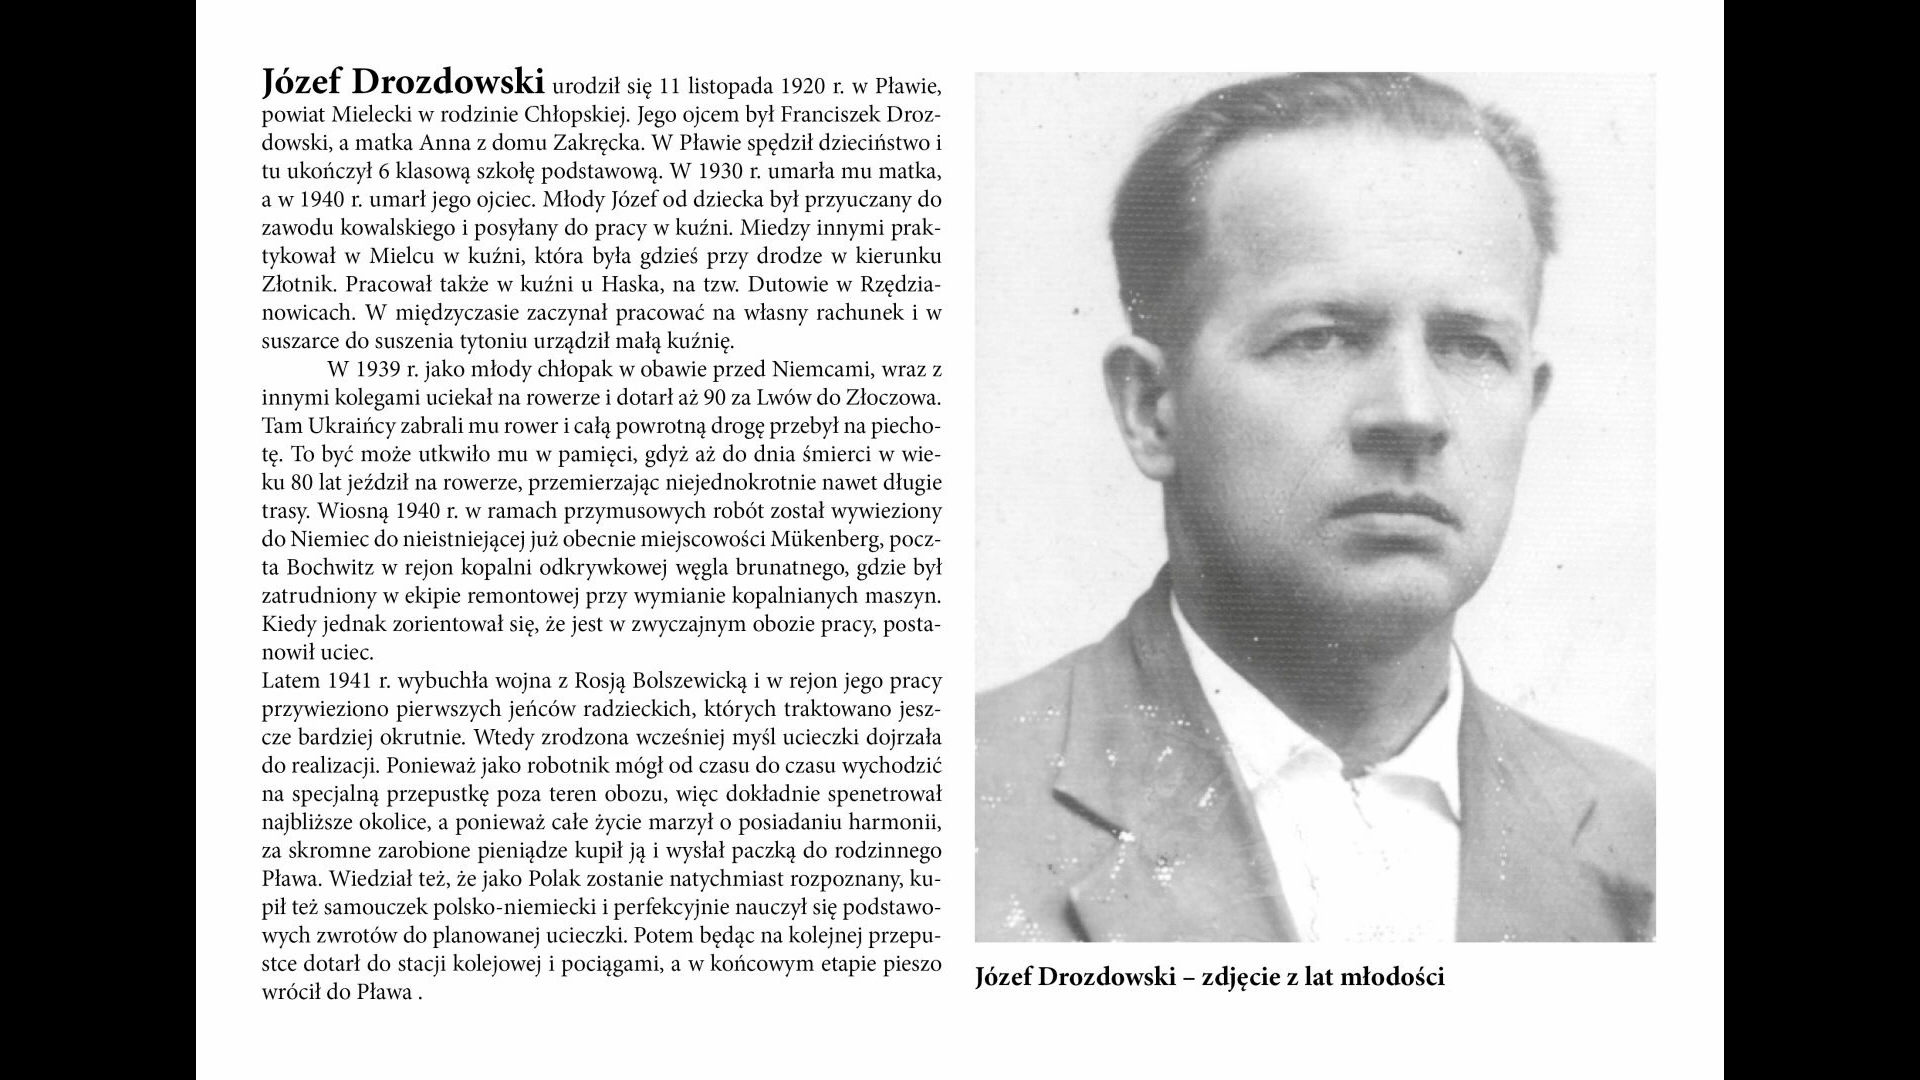 Józef Drozdowski urodził się 11 listopada 1920 r. w Pławie,
powiat Mielecki w rodzinie Chłopskiej. Jego ojcem był Franciszek Droz-
dowski, a matka Anna z domu Zakręcka. W Pławie spędził dzieciństwo i
tu ukończył 6 klasową szkołę podstawową. W 1930 r. umarła mu matka,
a w 1940 r. umarł jego ojciec. Młody Józef od dziecka był przyuczany do
zawodu kowalskiego i posyłany do pracy w kuźni. Miedzy innymi prak-
tykował w Mielcu w kuźni, która była gdzieś przy drodze w kierunku
Złotnik. Pracował także w kuźni u Haska, na tzw. Dutowie w Rzędzia-
nowicach. W międzyczasie zaczynał pracować na własny rachunek i w
suszarce do suszenia tytoniu urządził małą kuźnię.
W 1939 r. jako młody chłopak w obawie przed Niemcami, wraz z
innymi kolegami uciekał na rowerze i dotarł aż 90 za Lwów do Złoczowa.
Tam Ukraińcy zabrali mu rower i całą powrotną drogę przebył na piecho-
tę. To być może utkwiło mu w pamięci, gdyż aż do dnia śmierci w wie-
ku 80 lat jeździł na rowerze, przemierzając niejednokrotnie nawet długie
trasy. Wiosną 1940 r. w ramach przymusowych robót został wywieziony
do Niemiec do nieistniejącej już obecnie miejscowości Mükenberg, pocz-
ta Bochwitz w rejon kopalni odkrywkowej węgla brunatnego, gdzie był
zatrudniony w ekipie remontowej przy wymianie kopalnianych maszyn.
Kiedy jednak zorientował się, że jest w zwyczajnym obozie pracy, posta-
nowił uciec.
Latem 1941 r. wybuchła wojna z Rosją Bolszewicką i w rejon jego pracy
przywieziono pierwszych jeńców radzieckich, których traktowano jesz-
cze bardziej okrutnie. Wtedy zrodzona wcześniej myśl ucieczki dojrzała
do realizacji. Ponieważ jako robotnik mógł od czasu do czasu wychodzić
na specjalną przepustkę poza teren obozu, więc dokładnie spenetrował
najbliższe okolice, a ponieważ całe życie marzył o posiadaniu harmonii,
za skromne zarobione pieniądze kupił ją i wysłał paczką do rodzinnego
Pława. Wiedział też, że jako Polak zostanie natychmiast rozpoznany, ku-
pił też samouczek polsko-niemiecki i perfekcyjnie nauczył się podstawo-
wych zwrotów do planowanej ucieczki. Potem będąc na kolejnej przepu-
stce dotarł do stacji kolejowej i pociągami, a w końcowym etapie pieszo
wrócił do Pława .
Józef Drozdowski – zdjęcie z lat młodości